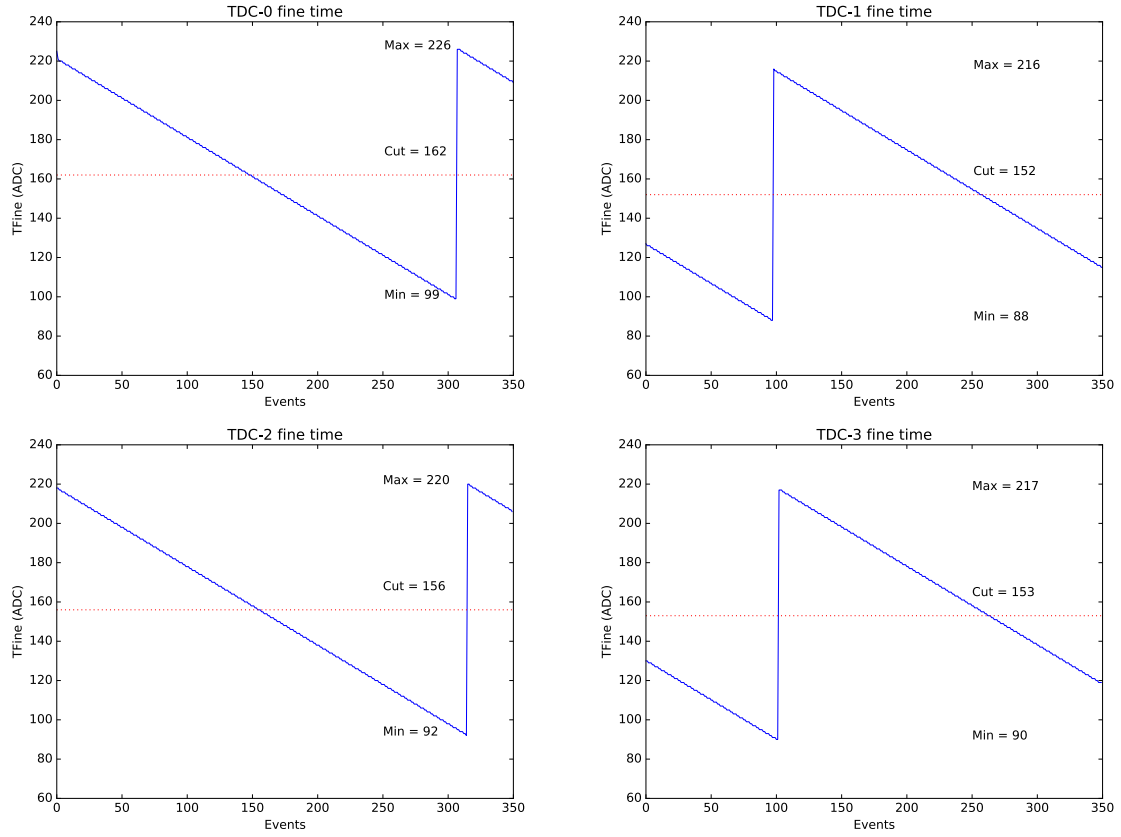 TDC-0 fine time
240
220
200
180
160
140
120
100
80
60
TFine (ADC)
Max = 226
Cut = 162
Min = 99
0 50 100 150 200 250 300 350
Events
TDC-1 fine time
240
220
200
180
160
140
120
100
80
60
TFine (ADC)
Max = 216
Cut = 152
Min = 88
0 50 100 150 200 250 300 350
Events
TDC-2 fine time
240
220
200
180
160
140
120
100
80
60
TFine (ADC)
Max = 220
Cut = 156
Min = 92
0 50 100 150 200 250 300 350
Events
TDC-3 fine time
240
220
200
180
160
140
120
100
80
60
TFine (ADC)
Max = 217
Cut = 153
Min = 90
0 50 100 150 200 250 300 350
Events